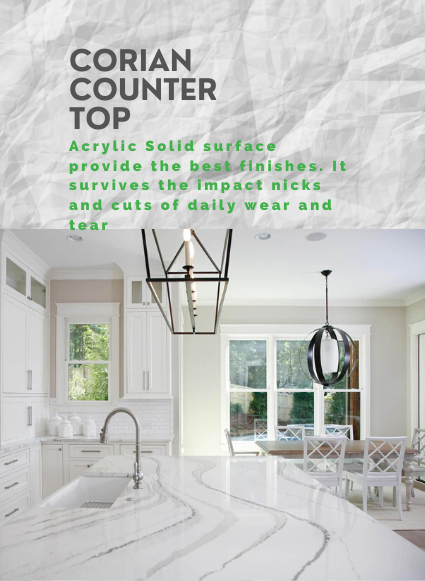 CORIAN
COUNTER
TOP
Acrylic Solid surface
provide the best finishes. It
survives the impact nicks
and cuts of daily wear and
tear